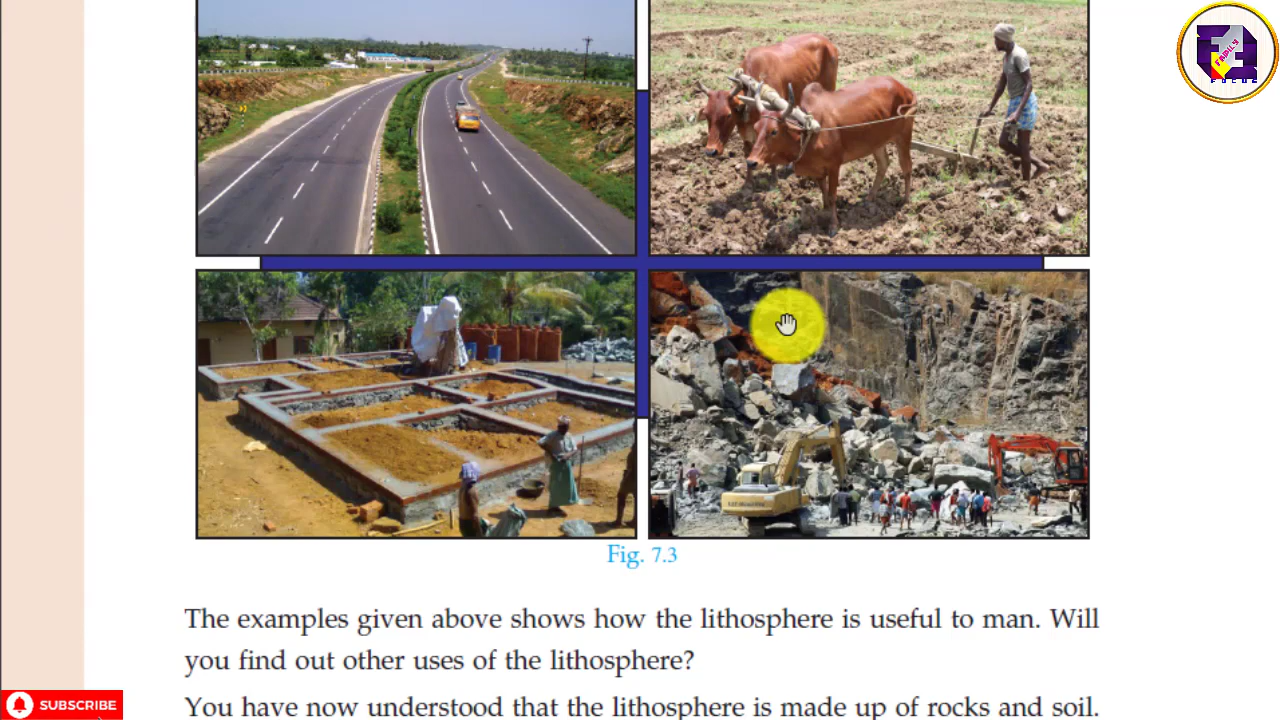 FAMILY
FOCUS
Fig. 7.3
The examples given above shows how the lithosphere is useful to man. Will
you find out other uses of the lithosphere?
SUBSCRIBE
You have now understood that the lithosphere is made up of rocks and soil.